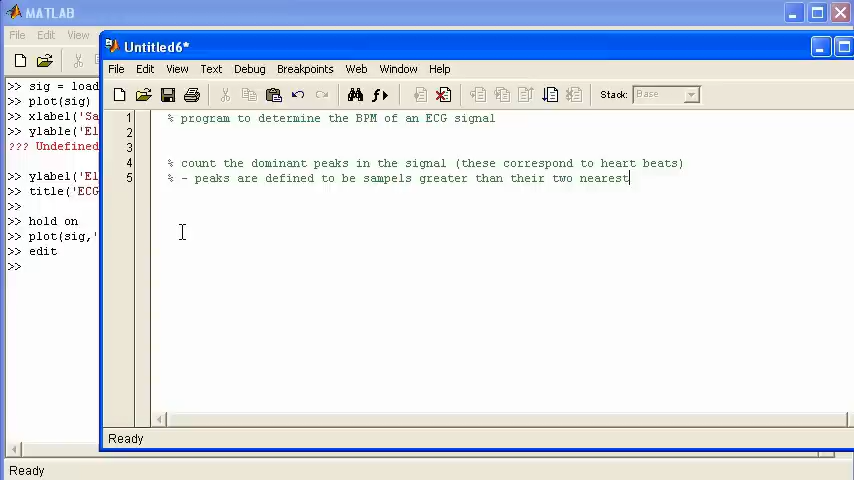 MATLAB
File Edit View
>> sig = load
>> plot(sig)
>> xlabel('Sa
>> ylable('El
??? Undefined
>> ylabel('El
>> title('ECG
>>
>> hold on
>> plot(sig,'
>> edit
>>
Ready
Untitled6*
File Edit View Text Debug Breakpoints Web Window Help
Stack: Base
1 % program to determine the BPM of an ECG signal
2
3
4 % count the dominant peaks in the signal (these correspond to heart beats)
5 % - peaks are defined to be sampels greater than their two nearest
Ready